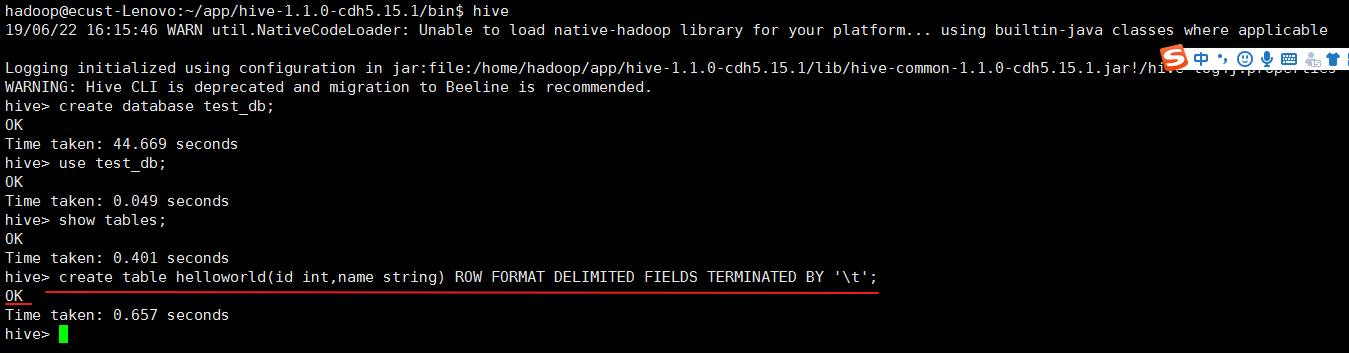 hadoop@ecust-Lenovo:~/app/hive-1.1.0-cdh5.15.1/bin$ hive
19/06/22 16:15:46 WARN util.NativeCodeLoader: Unable to load native-hadoop library for your platform... using builtin-java classes where applicable
S中
Logging initialized using configuration in jar:file:/home/hadoop/app/hive-1.1.0-cdh5.15.1/lib/hive-common-1.1.0-cdh5.15.1.jar!/hive-log4j.properties
WARNING: Hive CLI is deprecated and migration to Beeline is recommended.
hive> create database test_db;
OK
Time taken: 44.669 seconds
hive> use test_db;
OK
Time taken: 0.049 seconds
hive> show tables;
OK
Time taken: 0.401 seconds
hive> create table helloworld(id int,name string) ROW FORMAT DELIMITED FIELDS TERMINATED BY '\t';
OK
Time taken: 0.657 seconds
hive>